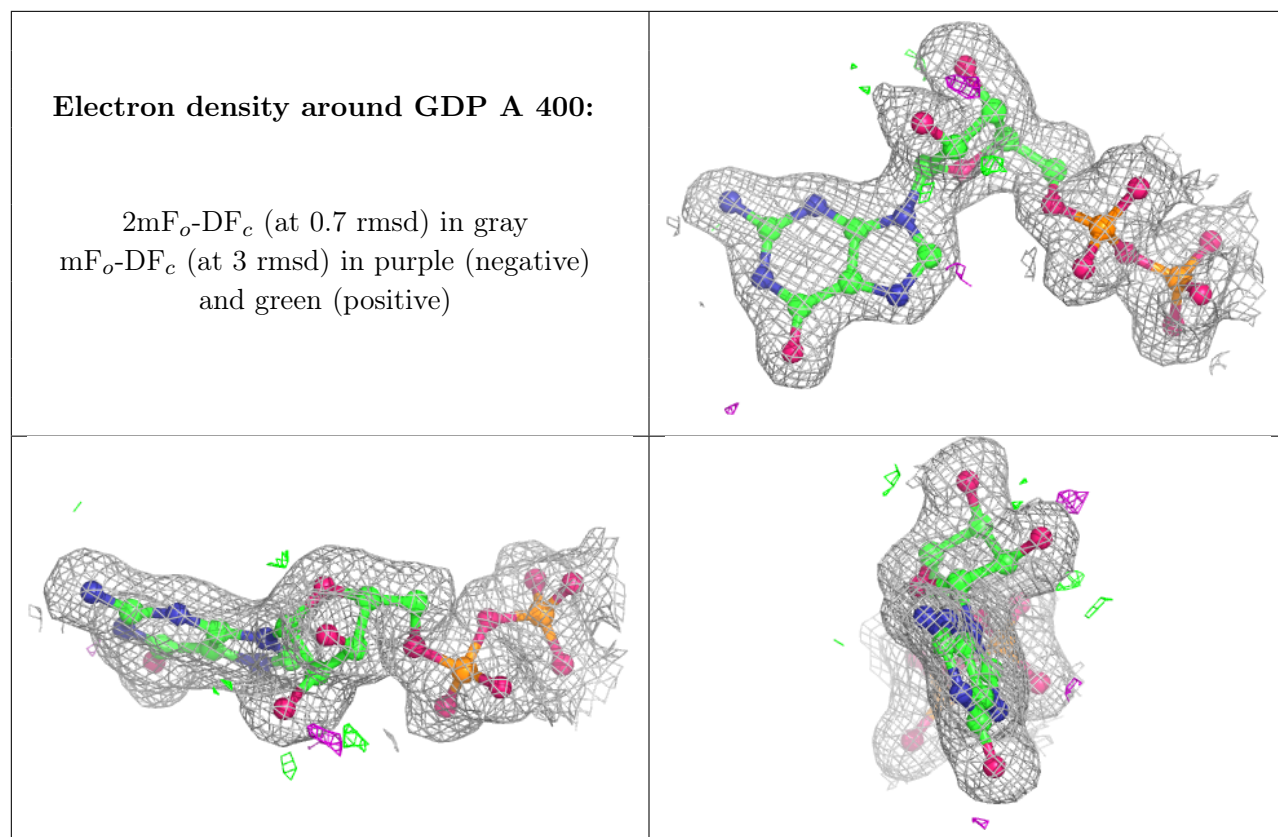 Electron density around GDP A 400:
2mFo-DFc (at 0.7 rmsd) in gray
mFo-DFc (at 3 rmsd) in purple (negative)
and green (positive)